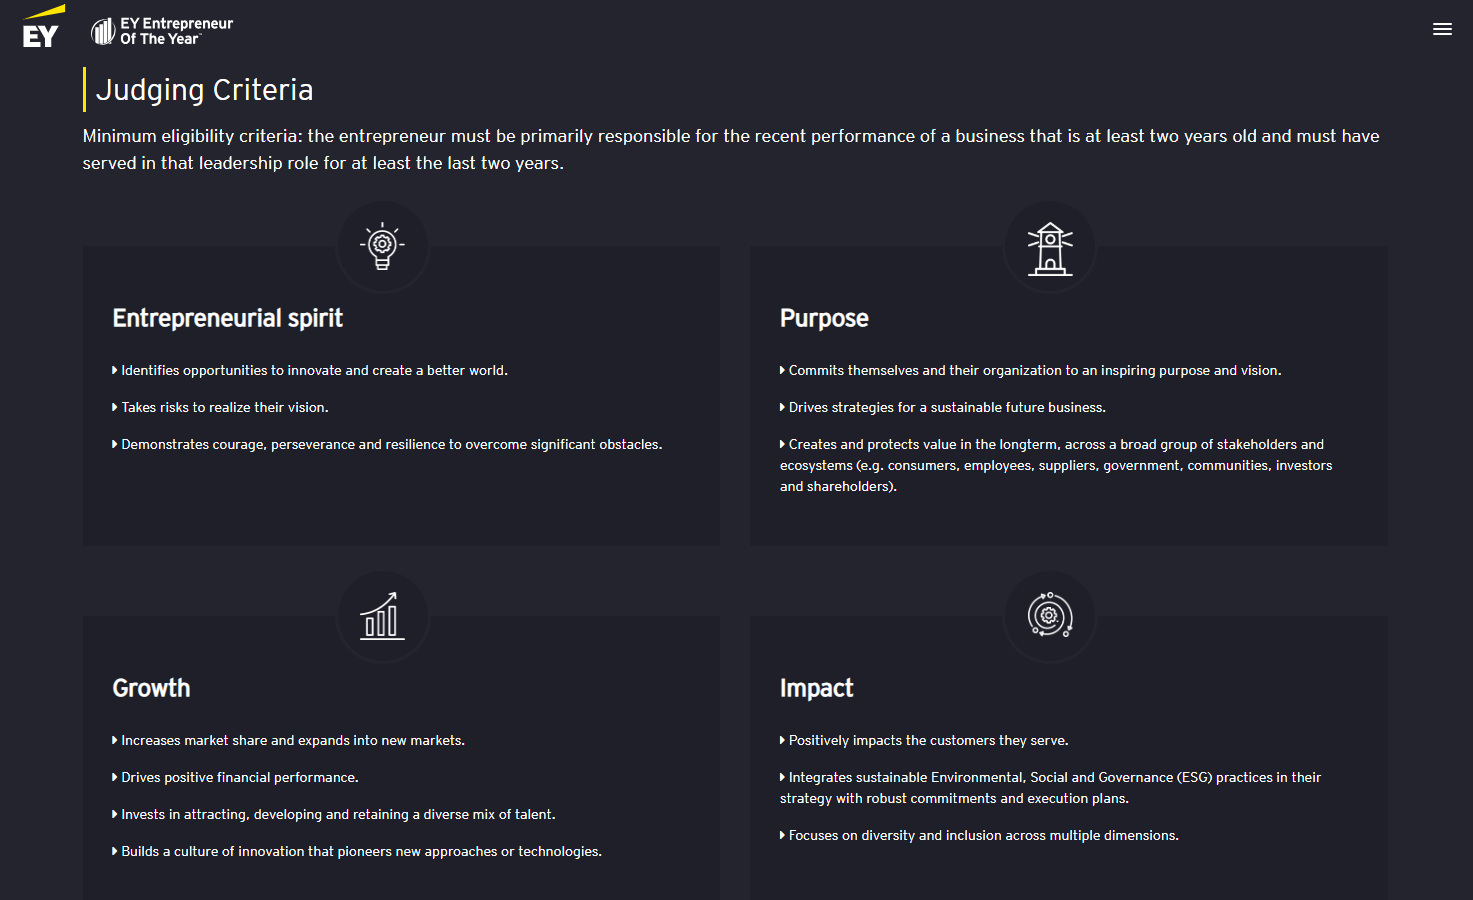 EY
EY Entrepreneur
Of The Year™
Judging Criteria
Minimum eligibility criteria: the entrepreneur must be primarily responsible for the recent performance of a business that is at least two years old and must have
served in that leadership role for at least the last two years.
Entrepreneurial spirit
Identifies opportunities to innovate and create a better world.
Takes risks to realize their vision.
Demonstrates courage, perseverance and resilience to overcome significant obstacles.
Purpose
Commits themselves and their organization to an inspiring purpose and vision.
Drives strategies for a sustainable future business.
Creates and protects value in the longterm, across a broad group of stakeholders and
ecosystems (e.g. consumers, employees, suppliers, government, communities, investors
and shareholders).
Growth
Increases market share and expands into new markets.
Drives positive financial performance.
Invests in attracting, developing and retaining a diverse mix of talent.
Builds a culture of innovation that pioneers new approaches or technologies.
Impact
Positively impacts the customers they serve.
Integrates sustainable Environmental, Social and Governance (ESG) practices in their
strategy with robust commitments and execution plans.
Focuses on diversity and inclusion across multiple dimensions.